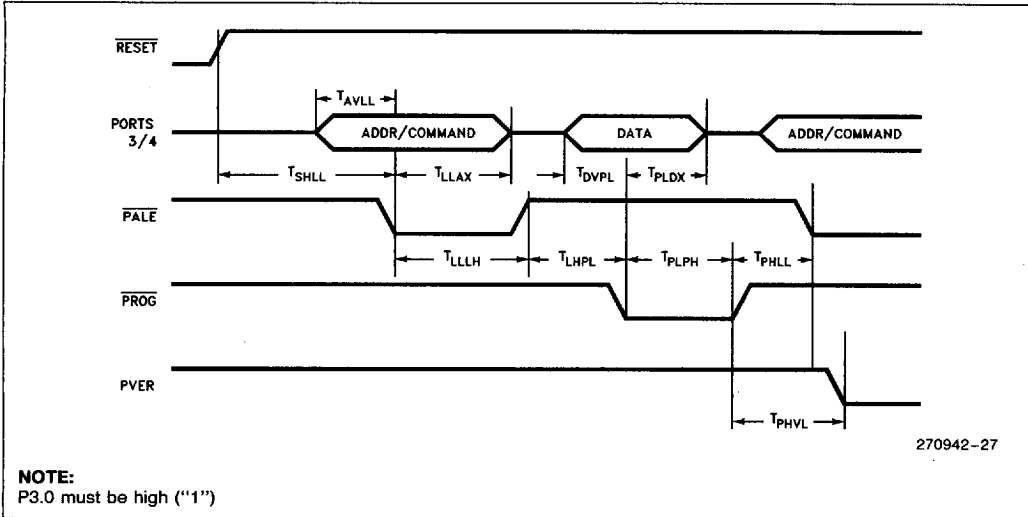 RESET
T_AVLL
PORTS
3/4
ADDR/COMMAND
DATA
ADDR/COMMAND
T_SHLL
T_LLAX
T_DVPL
T_PLDX
PALE
T_LLLH
T_LHPL
T_PLPH
T_PHLL
PROG
PVER
T_PHVL
270942–27
NOTE:
P3.0 must be high ("1")